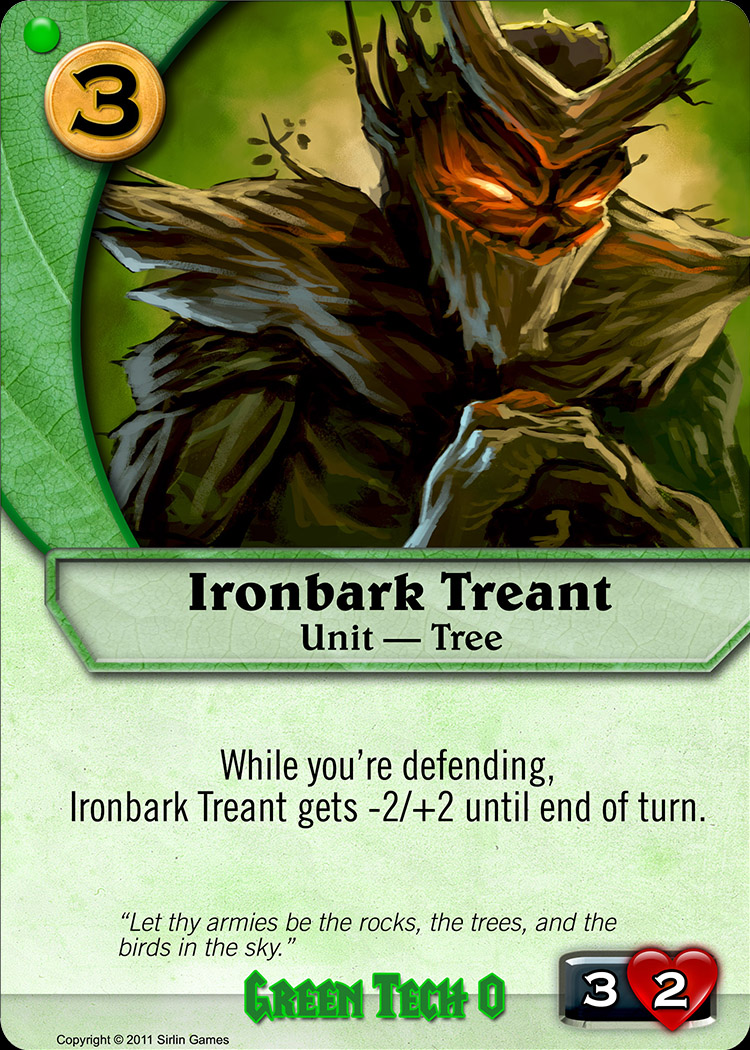 3
Ironbark Treant
Unit — Tree
While you're defending,
Ironbark Treant gets -2/+2 until end of turn.
“Let thy armies be the rocks, the trees, and the
birds in the sky.”
Green Tech 0
3 2
Copyright © 2011 Sirlin Games